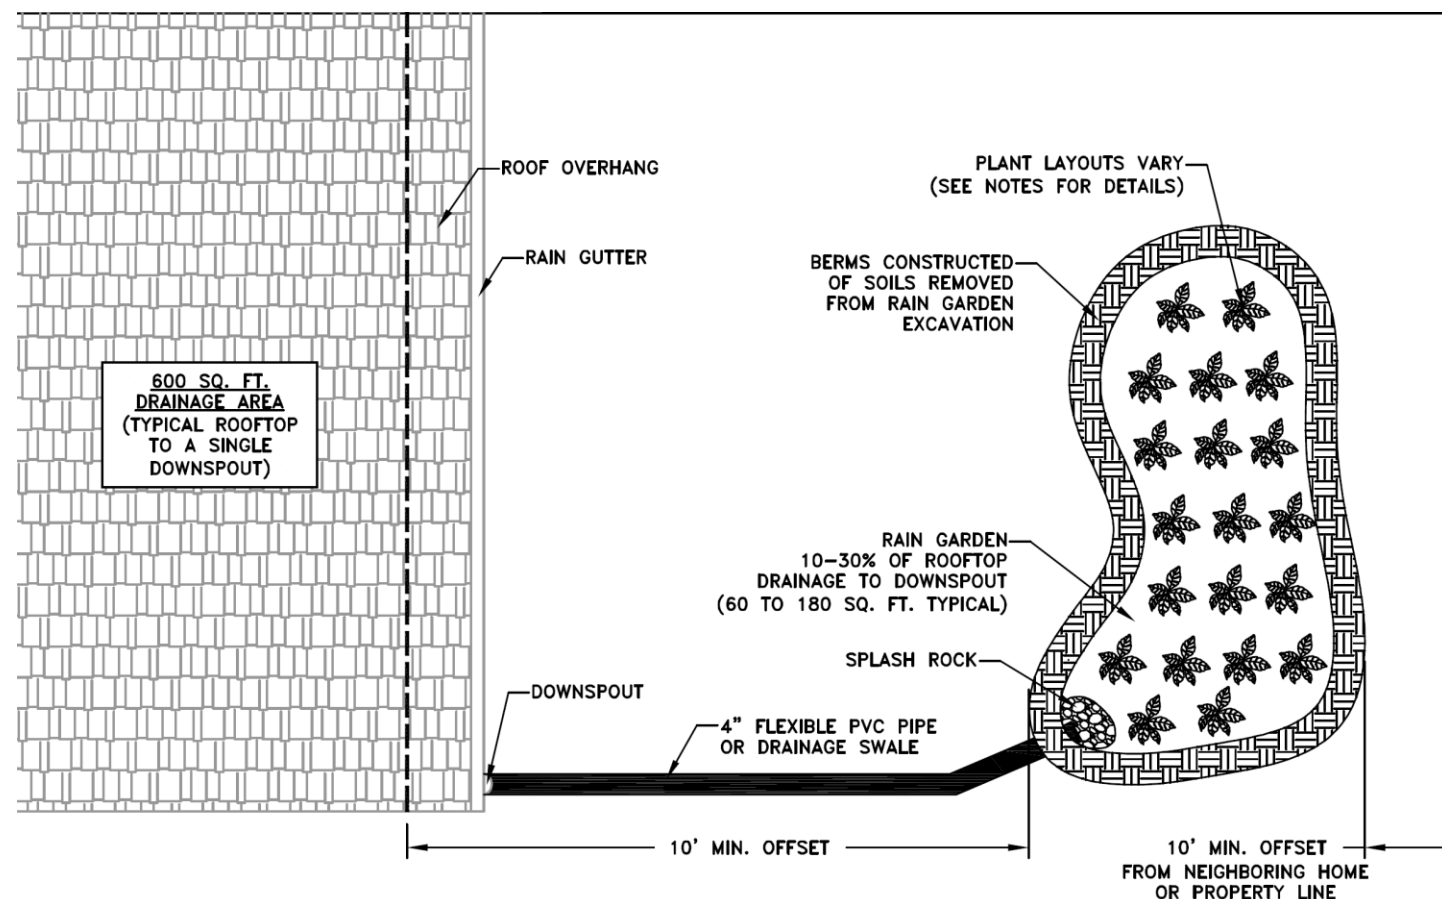 ROOF OVERHANG
RAIN GUTTER
600 SQ. FT.
DRAINAGE AREA
(TYPICAL ROOFTOP
TO A SINGLE
DOWNSPOUT)
PLANT LAYOUTS VARY
(SEE NOTES FOR DETAILS)
BERMS CONSTRUCTED
OF SOILS REMOVED
FROM RAIN GARDEN
EXCAVATION
RAIN GARDEN
10-30% OF ROOFTOP
DRAINAGE TO DOWNSPOUT
(60 TO 180 SQ. FT. TYPICAL)
SPLASH ROCK
DOWNSPOUT
4" FLEXIBLE PVC PIPE
OR DRAINAGE SWALE
10' MIN. OFFSET
10' MIN. OFFSET
FROM NEIGHBORING HOME
OR PROPERTY LINE